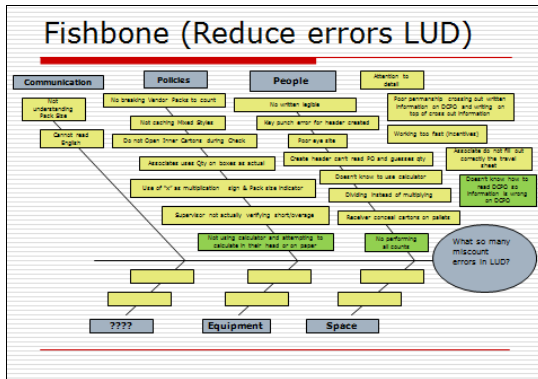 Fishbone (Reduce errors LUD)
Communication
Policies
People
Attention to
detail
Not
understanding
Pack Size
Cannot read
English
No breaking Vendor Packs to count
Not caching Mixed Styles
Do not Open Inner Cartons during Check
Associates uses Qty on boxes as actual
Use of "x" as multiplication sign & Pack size indicator
Supervisor not actually verifying short/overage
Not using calculator and attempting to
calculate in their head or on paper
No written legible
Key punch error for header created
Poor eye site
Create header can't read PO and guesses qty
Doesn't know to use calculator
Dividing instead of multiplying
Receiver conceal cartons on pallets
No performing
all counts
Poor penmanship crossing out written
information on DCPG and writing on
top of cross out information
Working too fast (incentives)
Associate do not fill out
correctly the travel
sheet
Doesn't know how to
read DCPG so
information is wrong
on DCPG
What so many
miscount
errors in LUD?
????
Equipment
Space